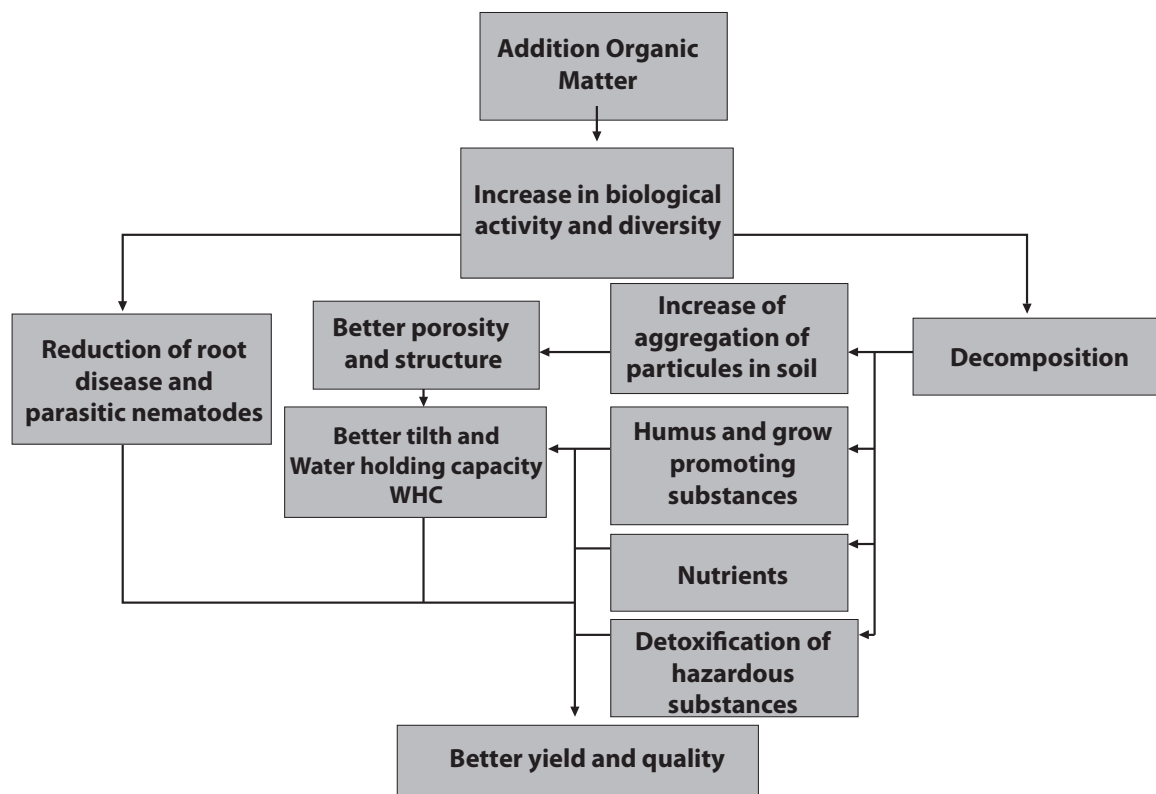 Addition Organic
Matter
Increase in biological
activity and diversity
Reduction of root
disease and
parasitic nematodes
Better porosity
and structure
Increase of
aggregation of
particules in soil
Decomposition
Better tilth and
Water holding capacity
WHC
Humus and grow
promoting
substances
Nutrients
Detoxification of
hazardous
substances
Better yield and quality